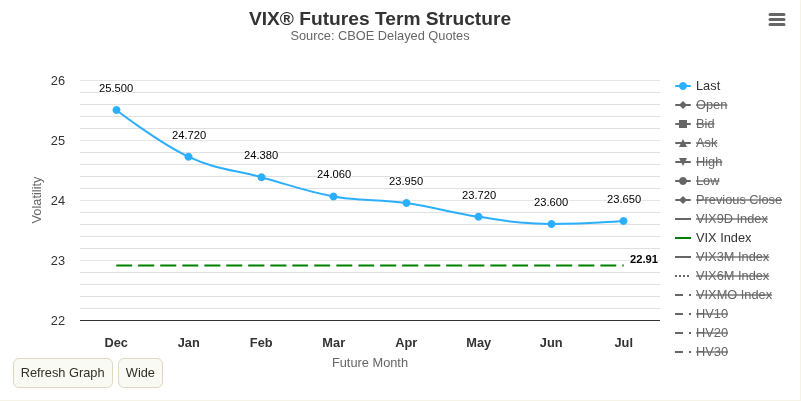 VIX® Futures Term Structure
Source: CBOE Delayed Quotes
26
25
24
23
22
Volatility
25.500
24.720
24.380
24.060
23.950
23.720
23.600
23.650
22.91
Dec Jan Feb Mar Apr May Jun Jul
Future Month
Last
Open
Bid
Ask
High
Low
Previous Close
VIX9D Index
VIX Index
VIX3M Index
VIX6M Index
VIXMO Index
HV10
HV20
HV30
Refresh Graph Wide